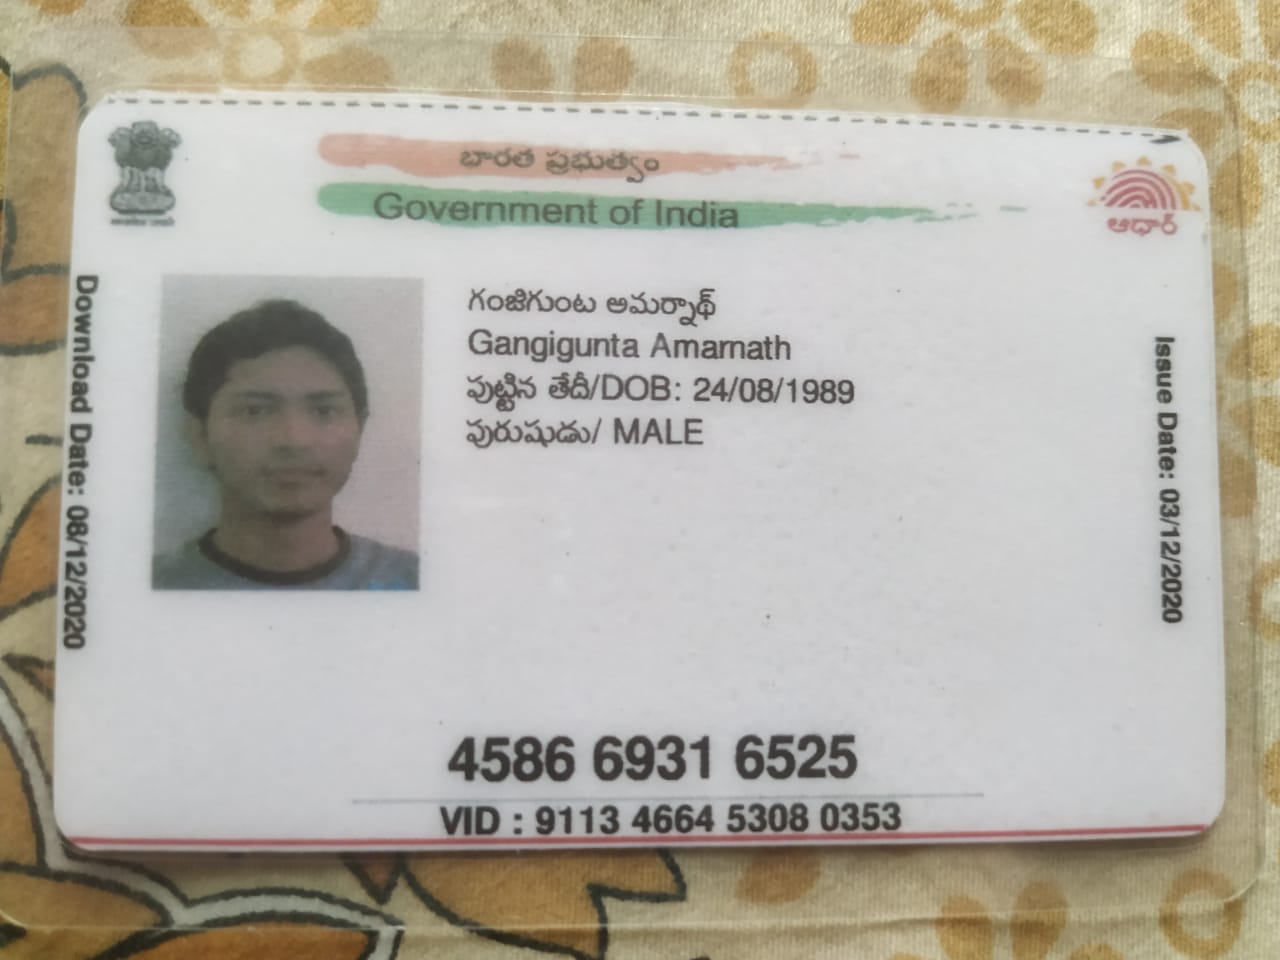 భారత ప్రభుత్వం
Government of India
ఆధార్
Download Date: 08/12/2020
గంజిగుంట అమర్నాథ్
Gangigunta Amarnath
పుట్టిన తేదీ/DOB: 24/08/1989
పురుషుడు/ MALE
Issue Date: 03/12/2020
4586 6931 6525
VID : 9113 4664 5308 0353